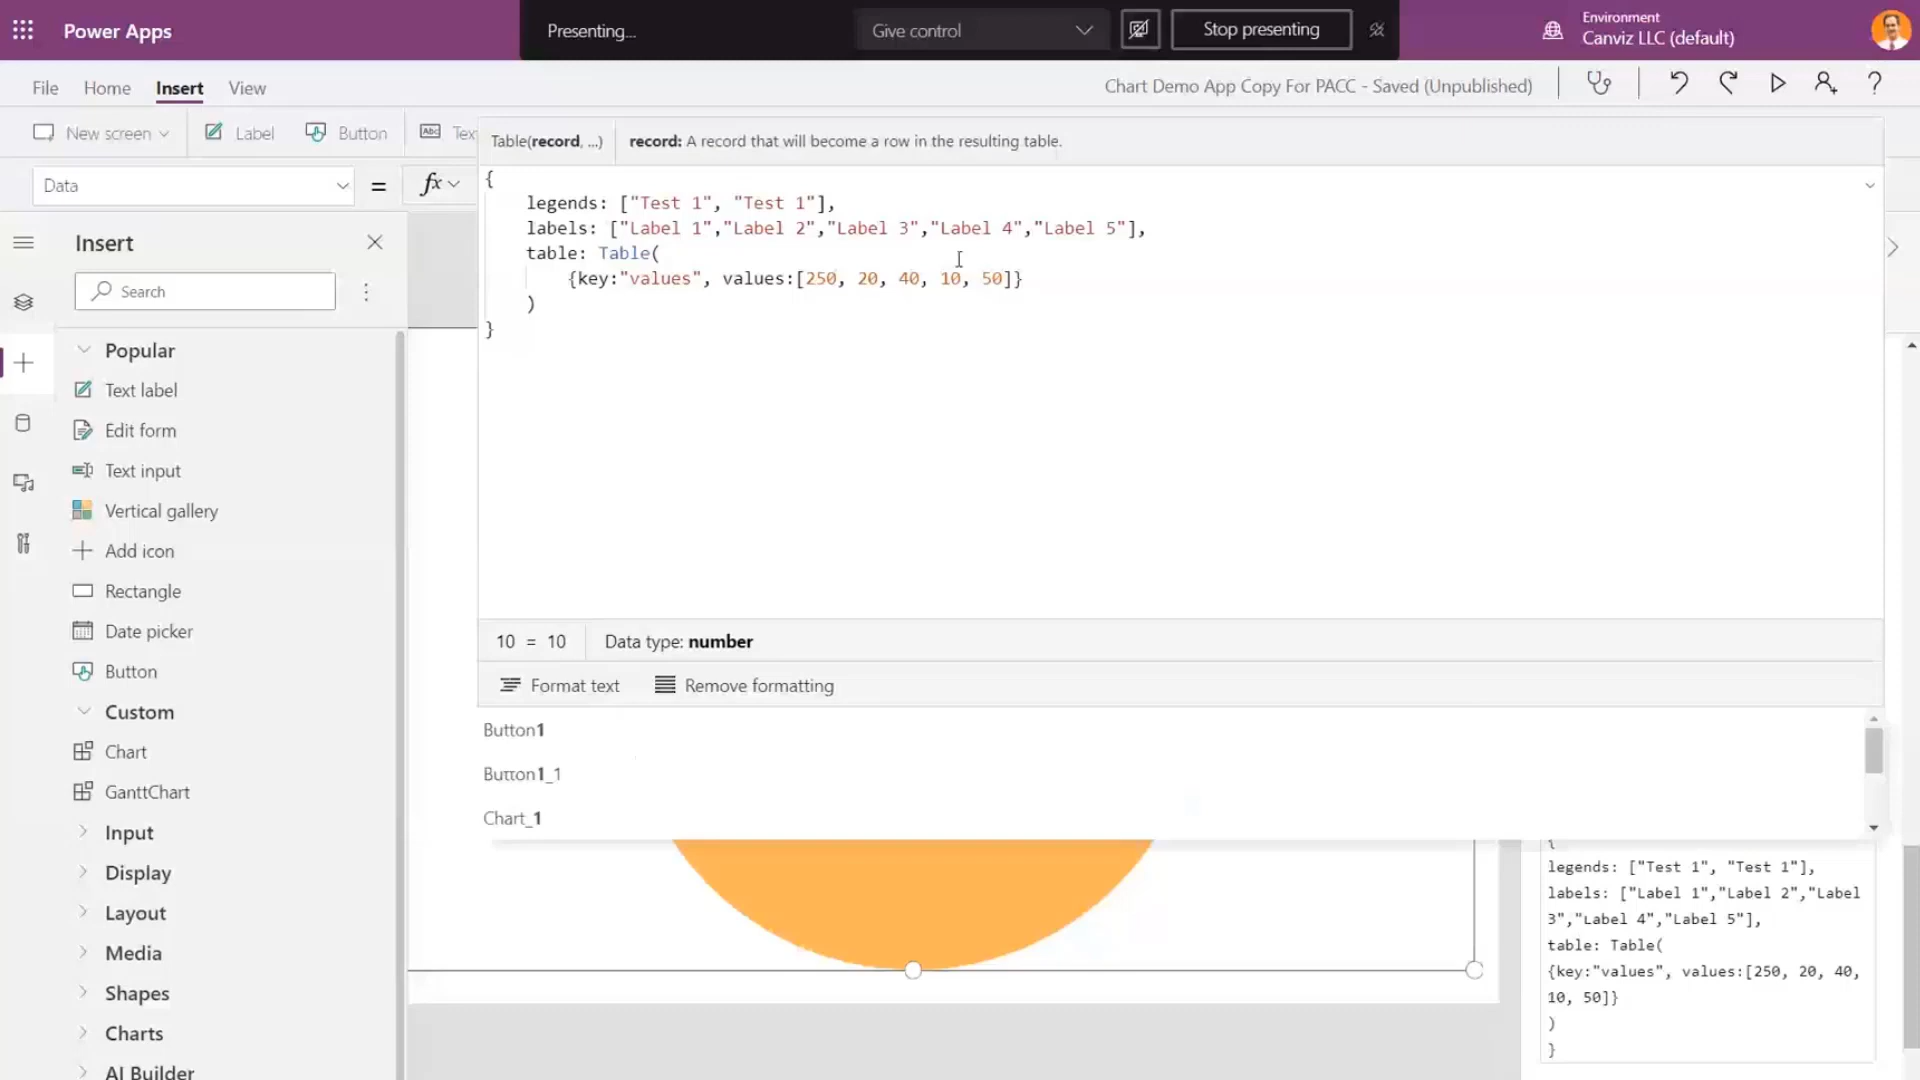 Power Apps
Presenting...
Give control
Stop presenting
Environment
Canviz LLC (default)
File
Home
Insert
View
Chart Demo App Copy For PACC - Saved (Unpublished)
New screen
Label
Button
Abc
Tex
Table(record, ...)
record: A record that will become a row in the resulting table.
Data
=
fx
{
legends: ["Test 1", "Test 1"],
labels: ["Label 1","Label 2","Label 3","Label 4","Label 5"],
table: Table(
{key:"values", values:[250, 20, 40, 10, 50]}
)
}
Insert
Search
Popular
Text label
Edit form
Text input
Vertical gallery
Add icon
Rectangle
Date picker
Button
Custom
Chart
GanttChart
Input
Display
Layout
Media
Shapes
Charts
AI Builder
10 = 10
Data type: number
Format text
Remove formatting
Button1
Button1_1
Chart_1
{
legends: ["Test 1", "Test 1"],
labels: ["Label 1","Label 2","Label
3","Label 4","Label 5"],
table: Table(
{key:"values", values:[250, 20, 40,
10, 50]}
)
}